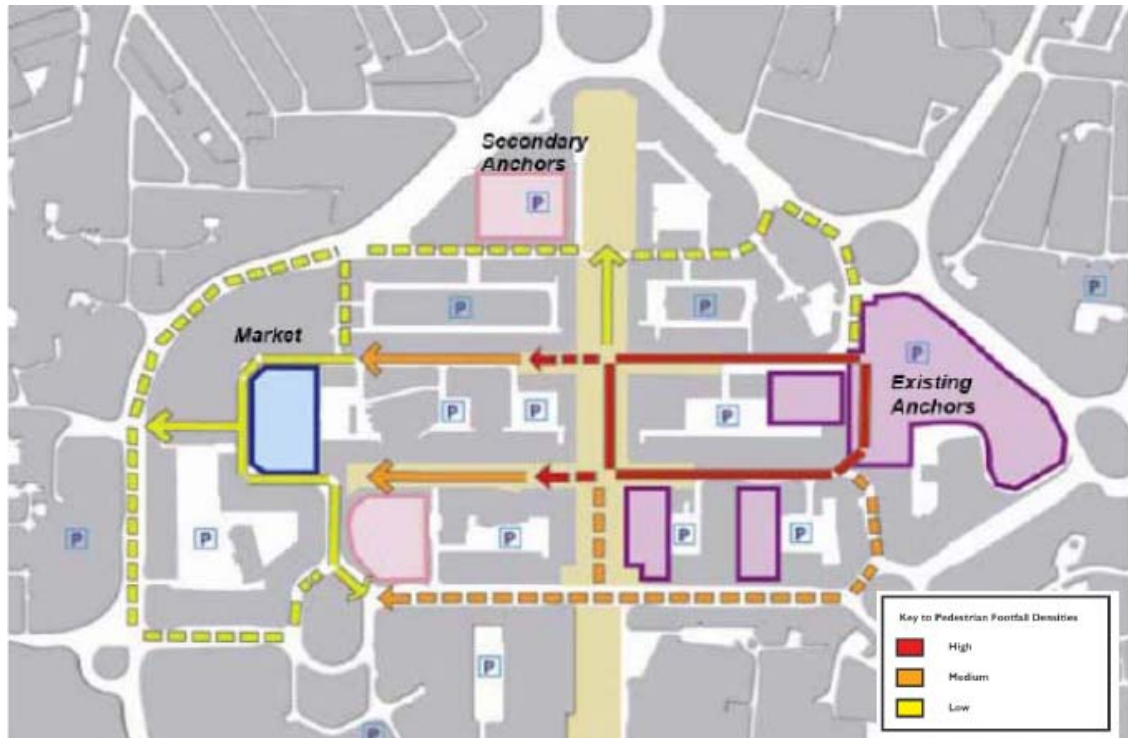 Secondary
Anchors
P
P
P
P
Market
P
Existing
Anchors
P
P
P
P
P
P
P
P
P
P
Key to Pedestrian Footfall Densities
High
Medium
Low